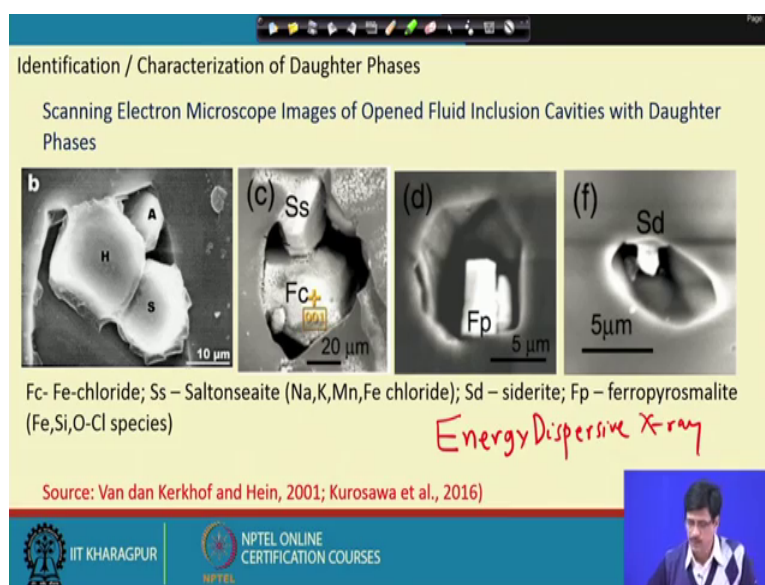 Page
Identification / Characterization of Daughter Phases
Scanning Electron Microscope Images of Opened Fluid Inclusion Cavities with Daughter
Phases
b
A
H
S
10 µm
(c)
Ss
Fc
001
20 µm
(d)
Fp
5 µm
(f)
Sd
5µm
Fc- Fe-chloride; Ss – Saltonseaite (Na,K,Mn,Fe chloride); Sd – siderite; Fp – ferropyrosmalite
(Fe,Si,O-Cl species)
Energy Dispersive X-ray
Source: Van dan Kerkhof and Hein, 2001; Kurosawa et al., 2016)
IIT KHARAGPUR
NPTEL ONLINE
CERTIFICATION COURSES
NPTEL